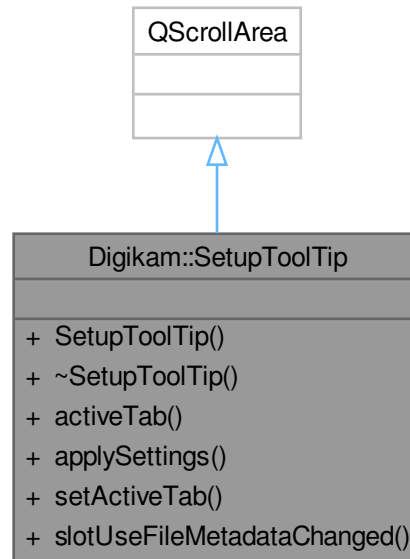 QScrollArea
Digikam::SetupToolTip
+ SetupToolTip()
+ ~SetupToolTip()
+ activeTab()
+ applySettings()
+ setActiveTab()
+ slotUseFileMetadataChanged()